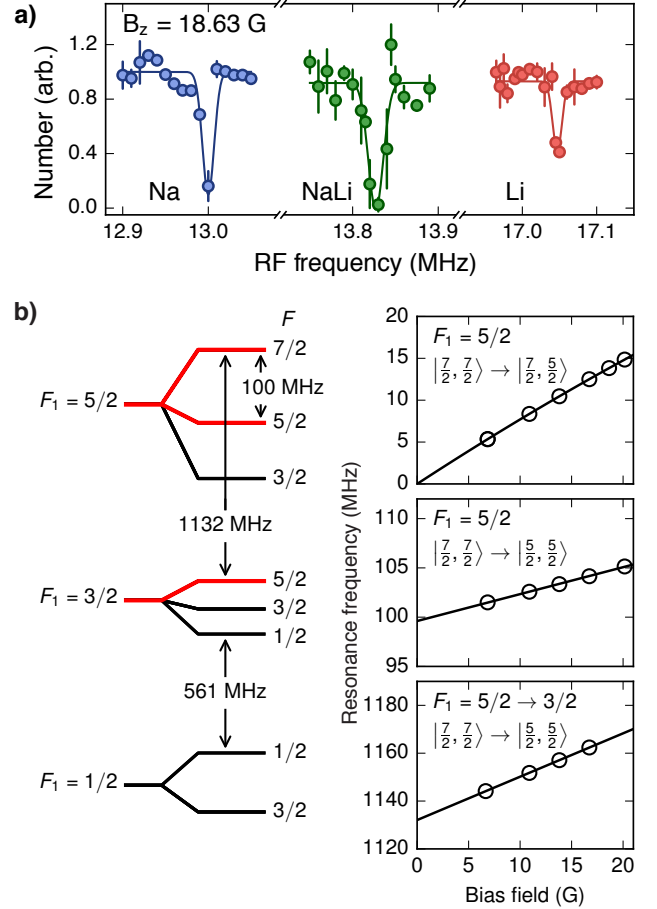 a)
B_z = 18.63 G
Number (arb.)
1.2
0.8
0.4
0.0
Na
NaLi
Li
12.9
13.0
13.8
13.9
17.0
17.1
RF frequency (MHz)
b)
F
7/2
100 MHz
F₁ = 5/2
5/2
3/2
1132 MHz
5/2
F₁ = 3/2
3/2
1/2
561 MHz
1/2
F₁ = 1/2
3/2
Resonance frequency (MHz)
20
15
10
5
0
F₁ = 5/2
|7/2, 7/2⟩ → |7/2, 5/2⟩
110
105
100
95
F₁ = 5/2
|7/2, 7/2⟩ → |5/2, 5/2⟩
1180
1160
1140
1120
F₁ = 5/2 → 3/2
|7/2, 7/2⟩ → |5/2, 5/2⟩
0
5
10
15
20
Bias field (G)